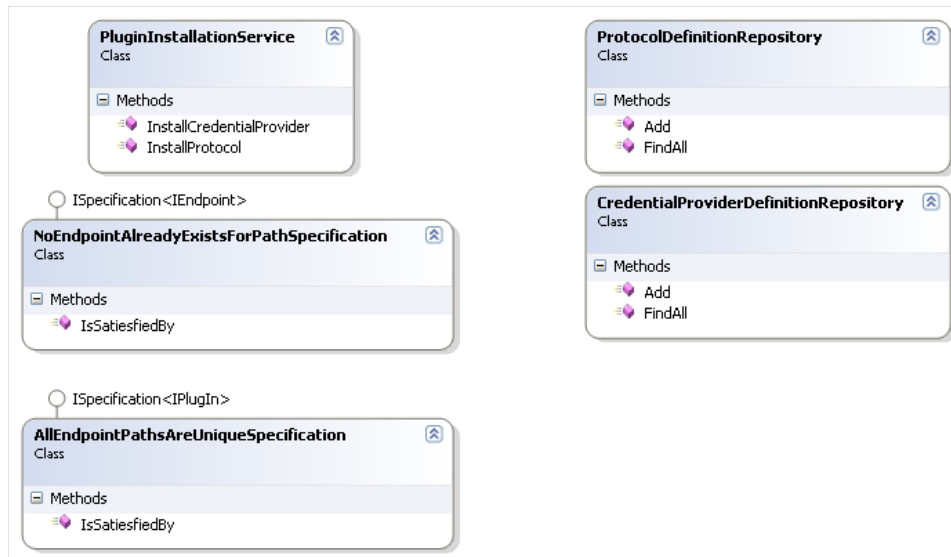 PluginInstallationService
Class
Methods
InstallCredentialProvider
InstallProtocol
ISpecification<IEndpoint>
NoEndpointAlreadyExistsForPathSpecification
Class
Methods
IsSatiesfiedBy
ISpecification<IPlugIn>
AllEndpointPathsAreUniqueSpecification
Class
Methods
IsSatiesfiedBy
ProtocolDefinitionRepository
Class
Methods
Add
FindAll
CredentialProviderDefinitionRepository
Class
Methods
Add
FindAll